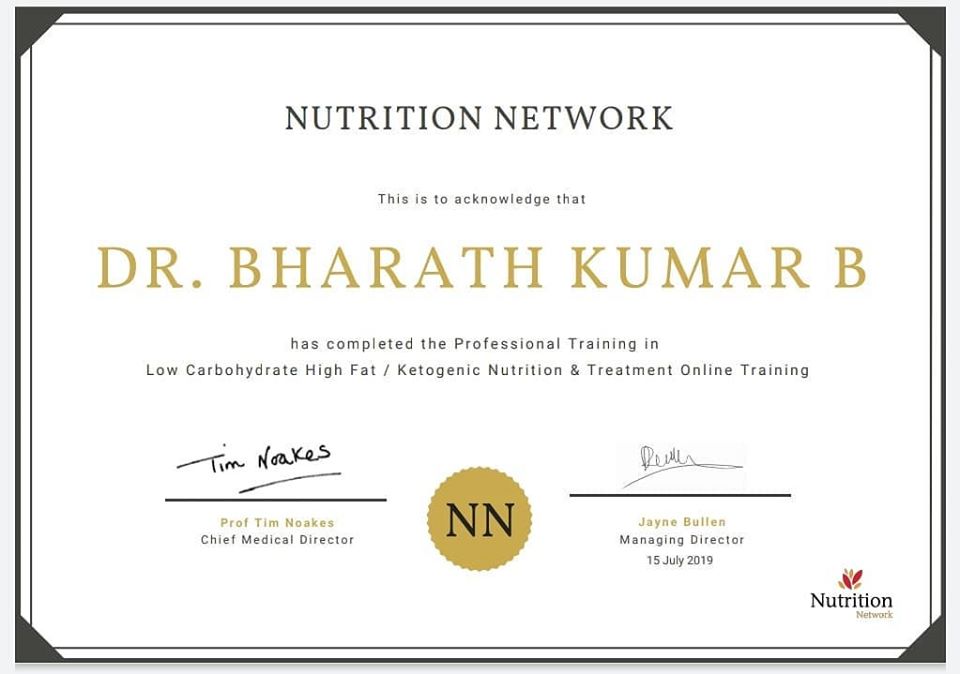 NUTRITION NETWORK
This is to acknowledge that
DR. BHARATH KUMAR B
has completed the Professional Training in
Low Carbohydrate High Fat / Ketogenic Nutrition & Treatment Online Training
Tim Noakes
Prof Tim Noakes
Chief Medical Director
NN
Jayne Bullen
Managing Director
15 July 2019
Nutrition
Network